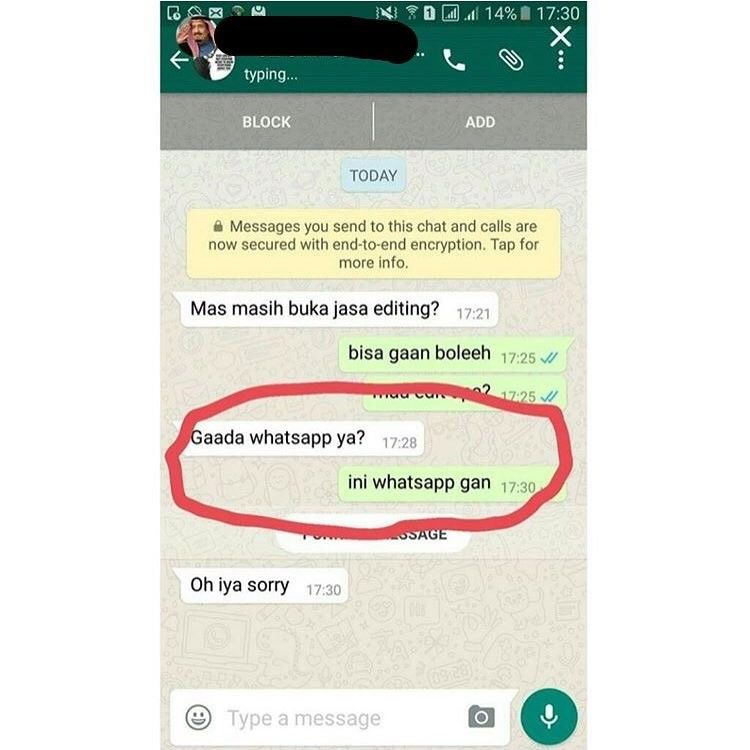 14% 17:30
typing...
BLOCK ADD
TODAY
Messages you send to this chat and calls are
now secured with end-to-end encryption. Tap for
more info.
Mas masih buka jasa editing? 17:21
bisa gaan boleeh 17:25
17:25
Gaada whatsapp ya? 17:28
ini whatsapp gan 17:30
Oh iya sorry 17:30
Type a message